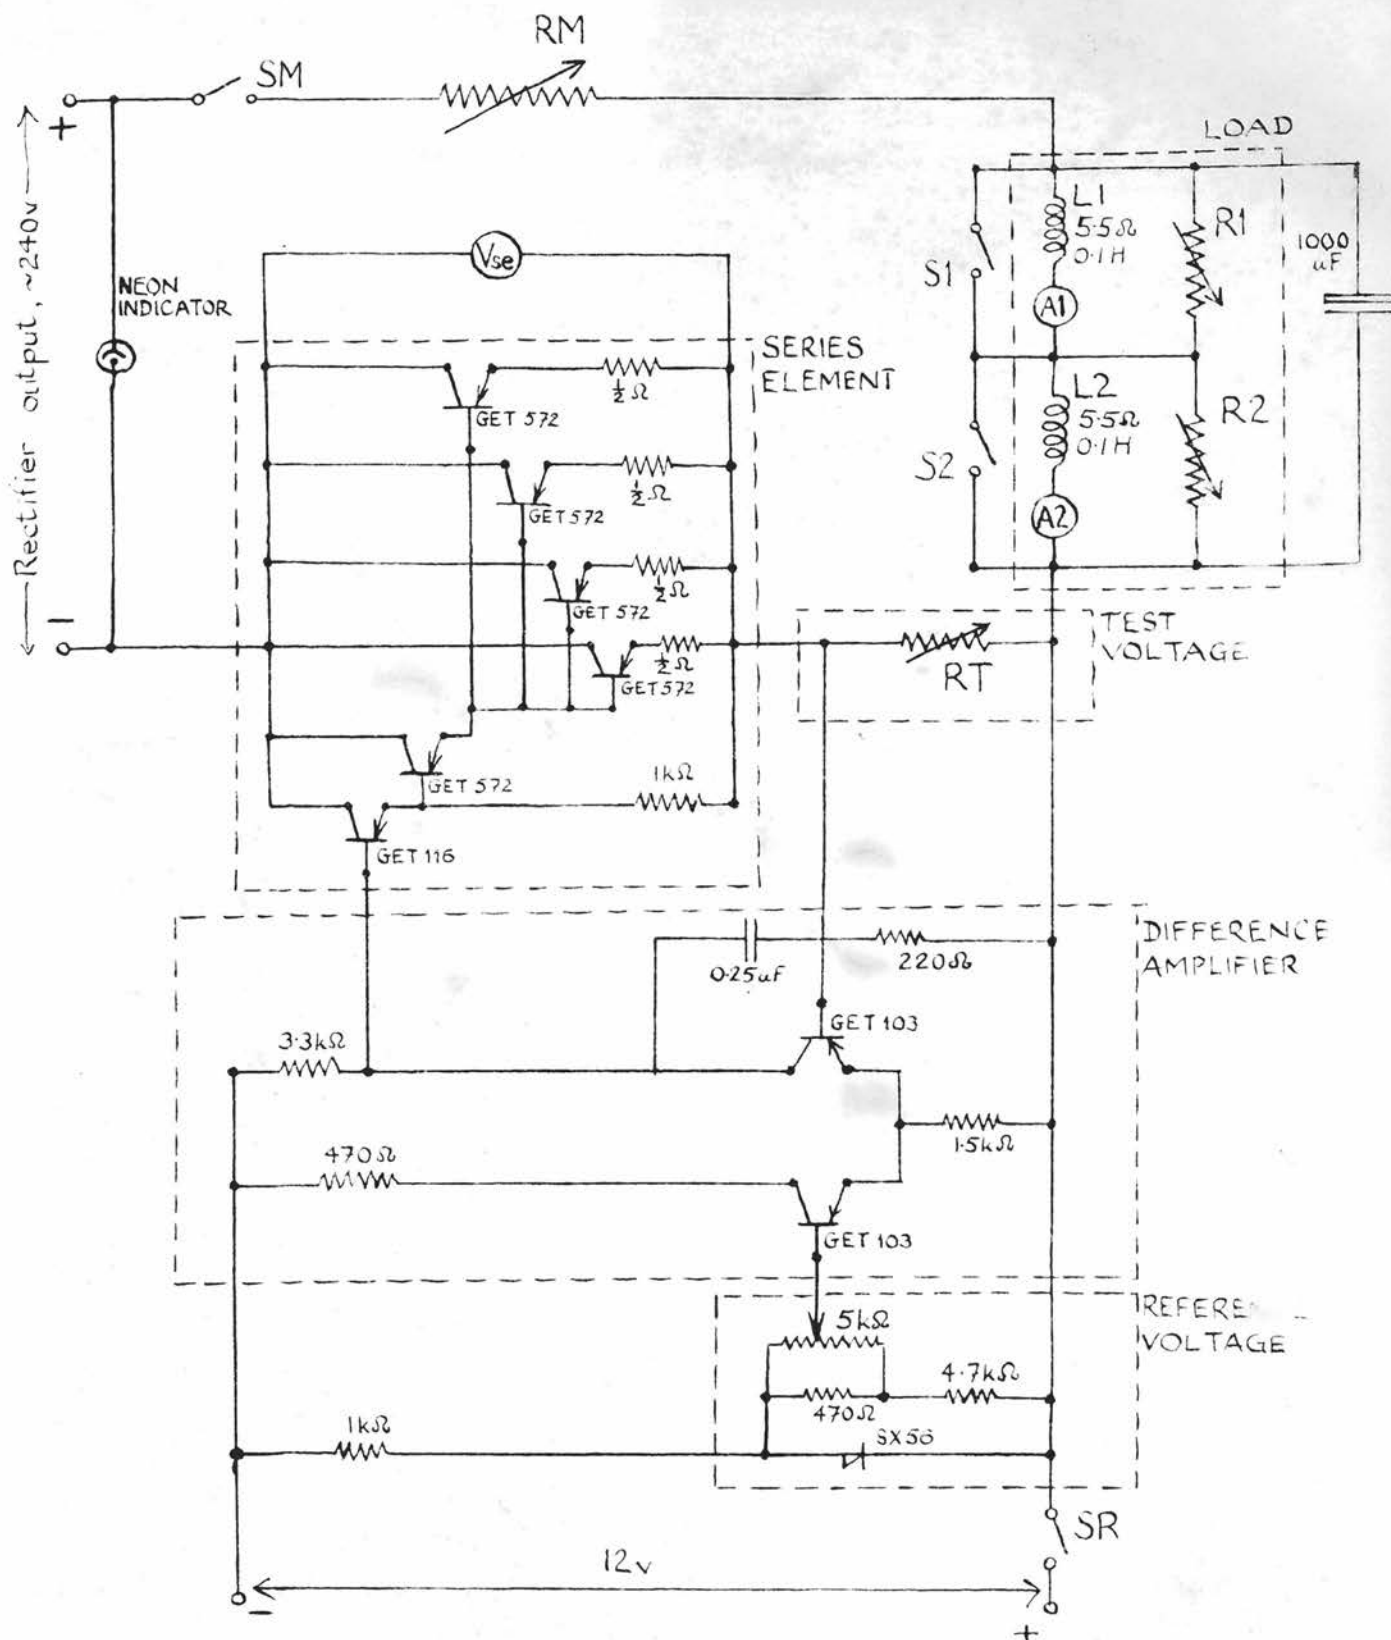 RM
SM
+
LOAD
L1
5.5Ω
0.1H
R1
1000
uF
S1
A1
Vse
NEON
INDICATOR
Rectifier output, ~240v
SERIES
ELEMENT
½Ω
GET 572
L2
5.5Ω
0.1H
R2
S2
A2
½Ω
GET 572
½Ω
GET 572
½Ω
GET 572
−
TEST
VOLTAGE
RT
GET 572
1kΩ
GET 116
DIFFERENCE
AMPLIFIER
0.25uF
220Ω
GET 103
3.3kΩ
1.5kΩ
470Ω
GET 103
VOLTAGE
5kΩ
4.7kΩ
470Ω
1kΩ
SX56
SR
12v
−
+